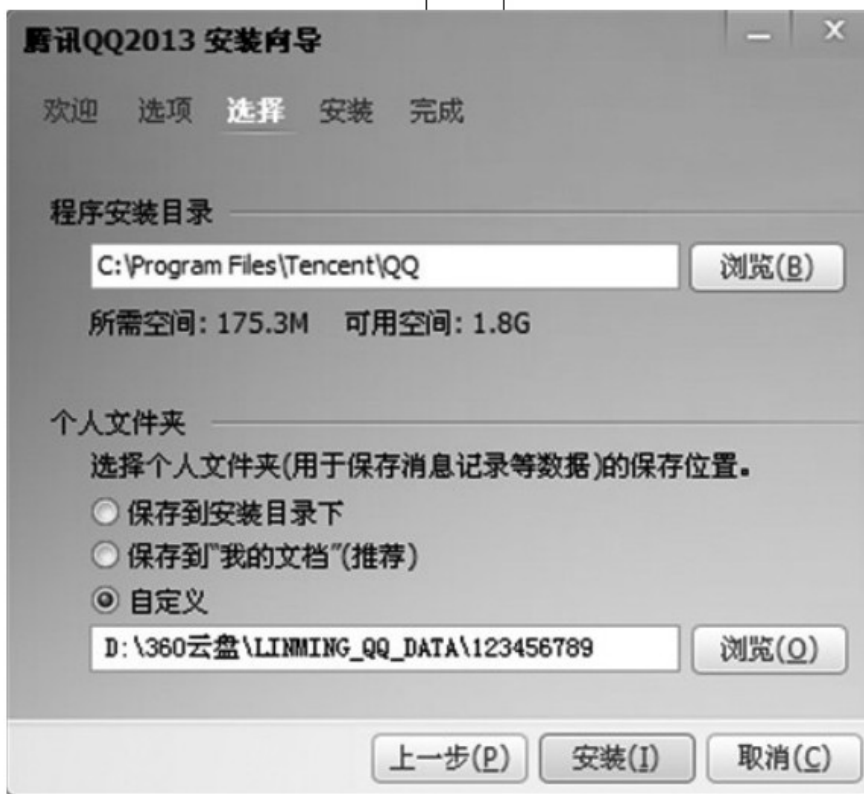 腾讯QQ2013 安装向导
欢迎 选项 选择 安装 完成
程序安装目录
C:\Program Files\Tencent\QQ 浏览(B)
所需空间: 175.3M 可用空间: 1.8G
个人文件夹
选择个人文件夹(用于保存消息记录等数据)的保存位置。
保存到安装目录下
保存到"我的文档"(推荐)
自定义
D:\360云盘\LINMING_QQ_DATA\123456789 浏览(O)
上一步(P) 安装(I) 取消(C)